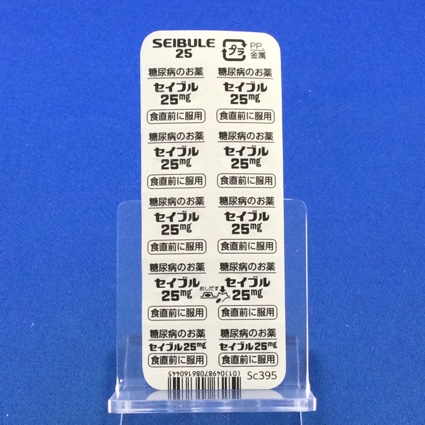 SEIBULE
25
プラ
PP,
金属
糖尿病のお薬 糖尿病のお薬
セイブル セイブル
25mg 25mg
食直前に服用 食直前に服用
糖尿病のお薬 糖尿病のお薬
セイブル セイブル
25mg 25mg
食直前に服用 食直前に服用
糖尿病のお薬 糖尿病のお薬
セイブル セイブル
25mg 25mg
食直前に服用 食直前に服用
糖尿病のお薬 糖尿病のお薬
セイブル おしだす セイブル
25mg 25mg
食直前に服用 食直前に服用
糖尿病のお薬 糖尿病のお薬
セイブル25mg セイブル25mg
食直前に服用 食直前に服用
(01)04987086160445
Sc395